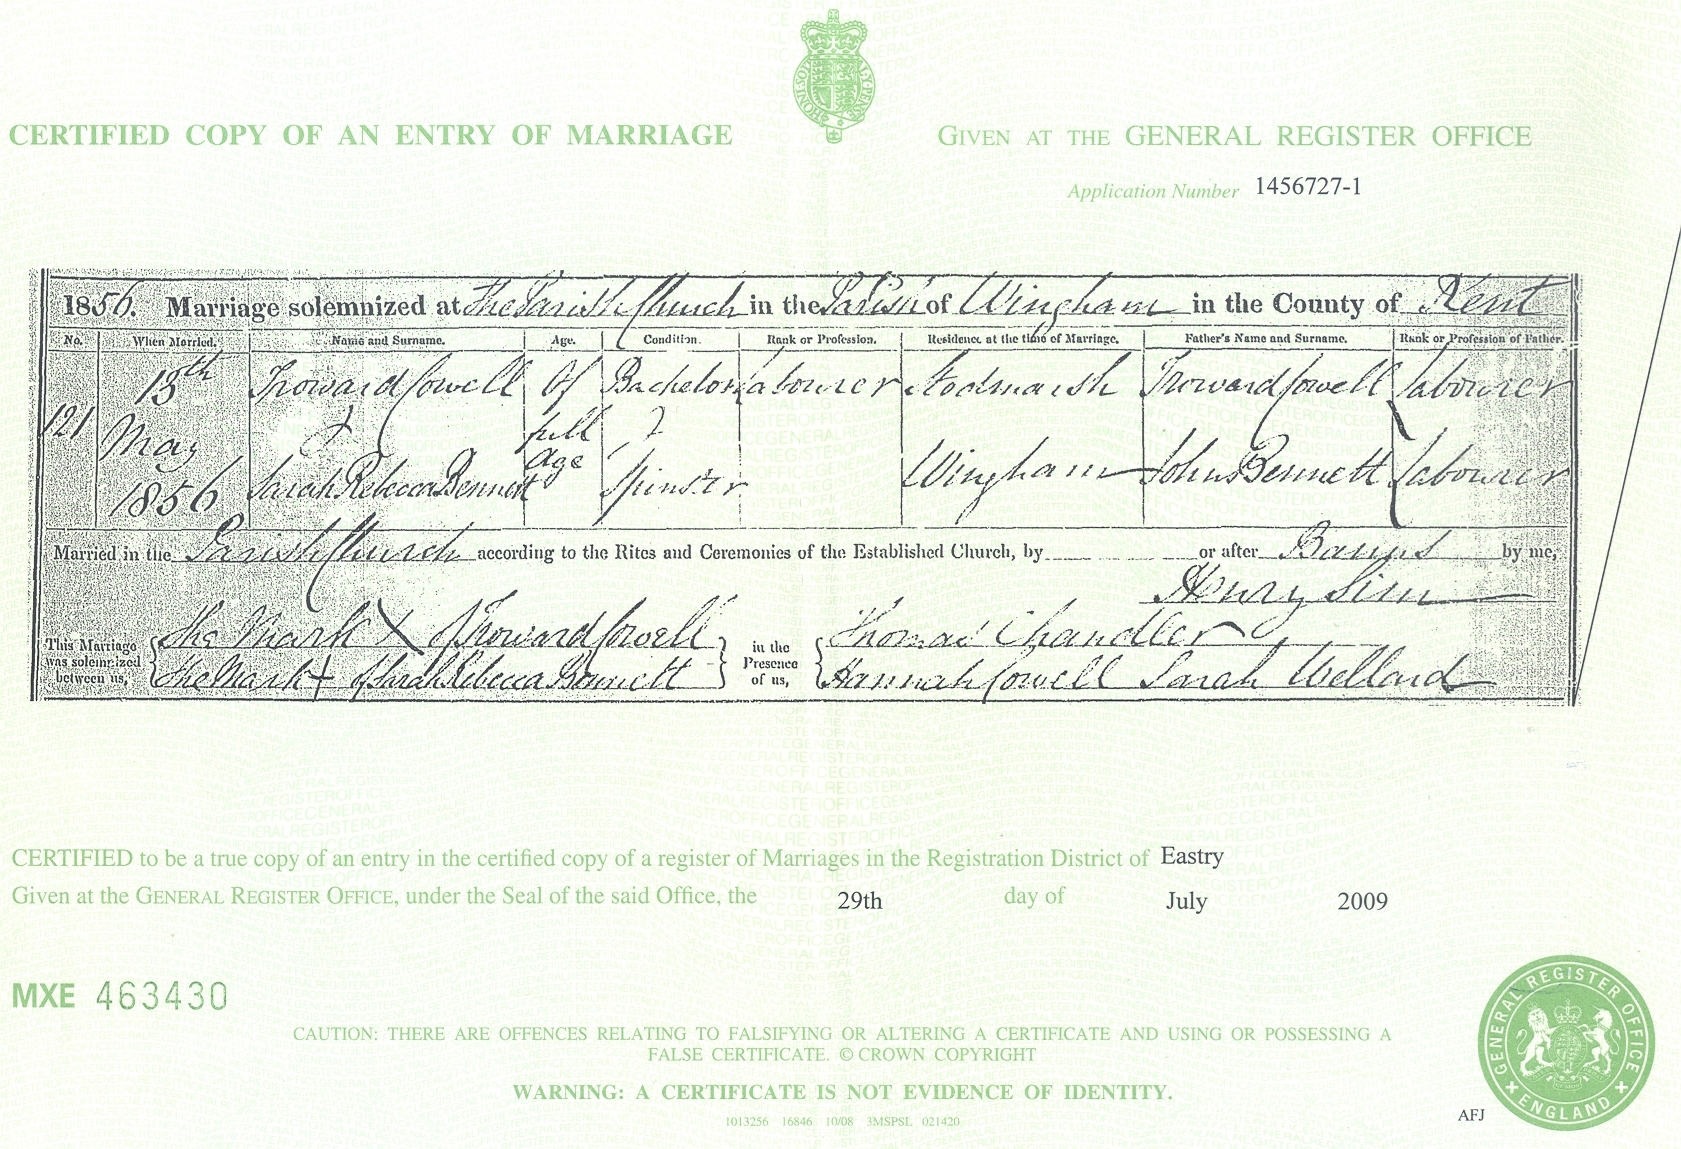 CERTIFIED COPY OF AN ENTRY OF MARRIAGE
GIVEN AT THE GENERAL REGISTER OFFICE
Application Number 1456727-1
1856. Marriage solemnized at The Parish Church in the Parish of Wingham in the County of Kent
No. When Married. Name and Surname. Age. Condition. Rank or Profession. Residence at the time of Marriage. Father's Name and Surname. Rank or Profession of Father.
13th Troward Cowell Of Bachelor Labourer Stodmarsh Troward Cowell Labourer
121 May & full &
age
1856 Sarah Rebecca Bennett Spinster Wingham John Bennett Labourer
Married in the Parish Church according to the Rites and Ceremonies of the Established Church, by or after Banns by me,
Henry Sim
This Marriage was solemnized between us, The Mark X of Troward Cowell in the Presence of us, Thomas Chandler
The Mark + of Sarah Rebecca Bennett Hannah Cowell Sarah Welland
CERTIFIED to be a true copy of an entry in the certified copy of a register of Marriages in the Registration District of Eastry
Given at the GENERAL REGISTER OFFICE, under the Seal of the said Office, the 29th day of July 2009
MXE 463430
CAUTION: THERE ARE OFFENCES RELATING TO FALSIFYING OR ALTERING A CERTIFICATE AND USING OR POSSESSING A
FALSE CERTIFICATE. © CROWN COPYRIGHT
WARNING: A CERTIFICATE IS NOT EVIDENCE OF IDENTITY.
1013256 16846 10/08 3MSPSL 021420
AFJ
GENERAL REGISTER OFFICE
ENGLAND